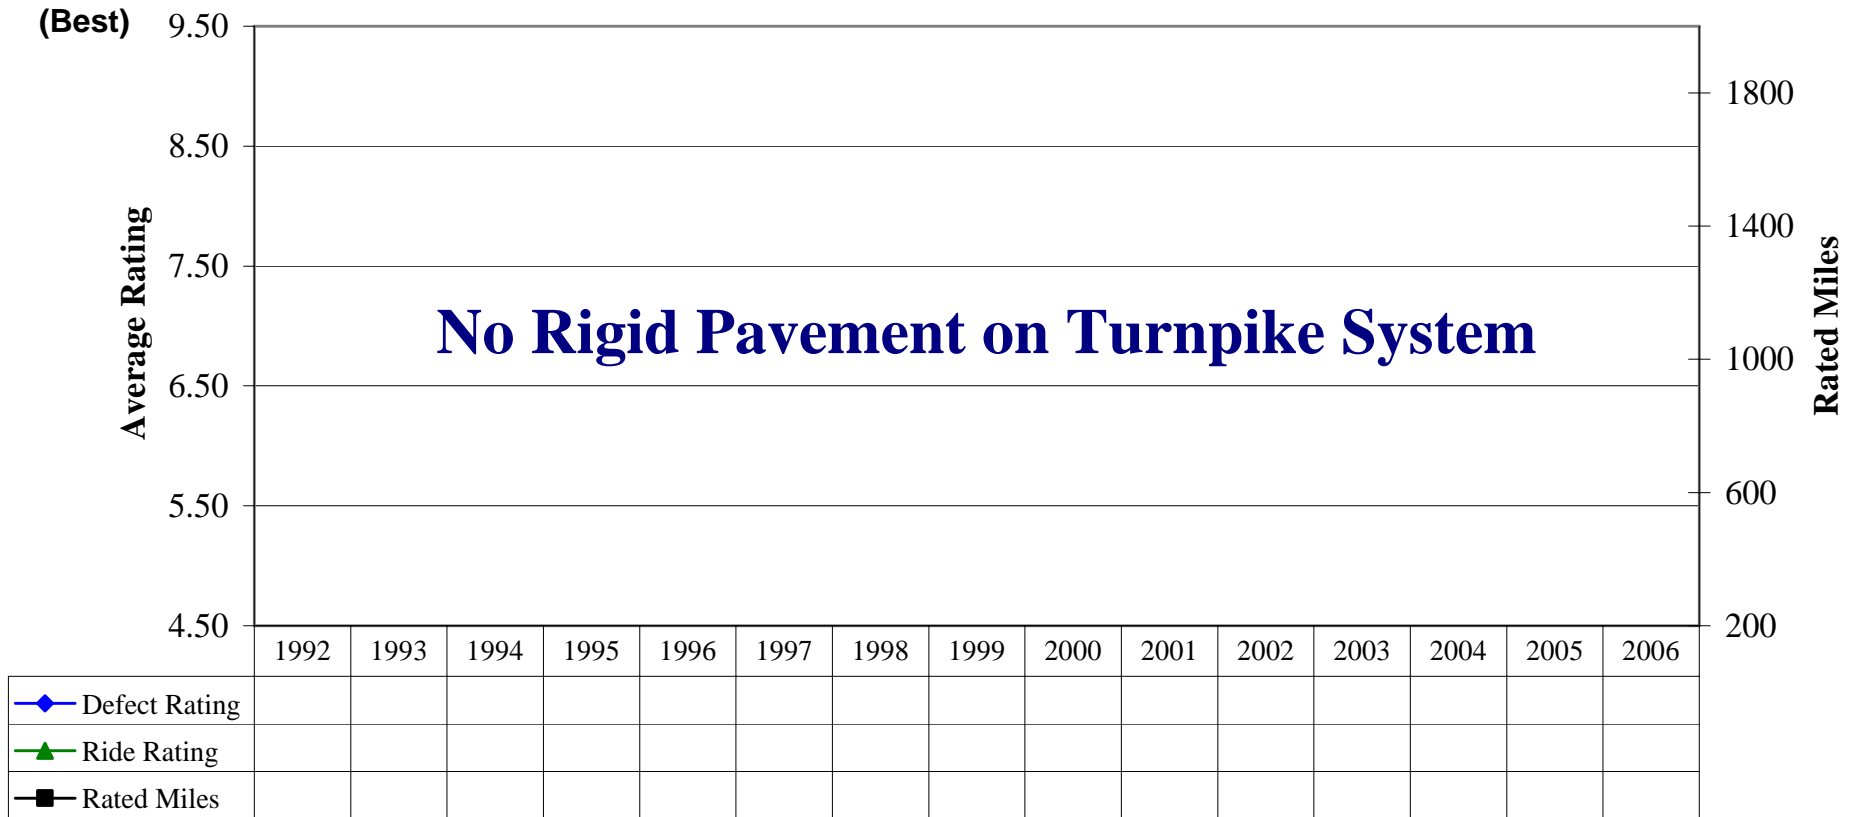 (Best)
9.50
8.50
7.50
6.50
5.50
4.50
Average Rating
No Rigid Pavement on Turnpike System
1800
1400
1000
600
200
Rated Miles
1992 1993 1994 1995 1996 1997 1998 1999 2000 2001 2002 2003 2004 2005 2006
Defect Rating
Ride Rating
Rated Miles